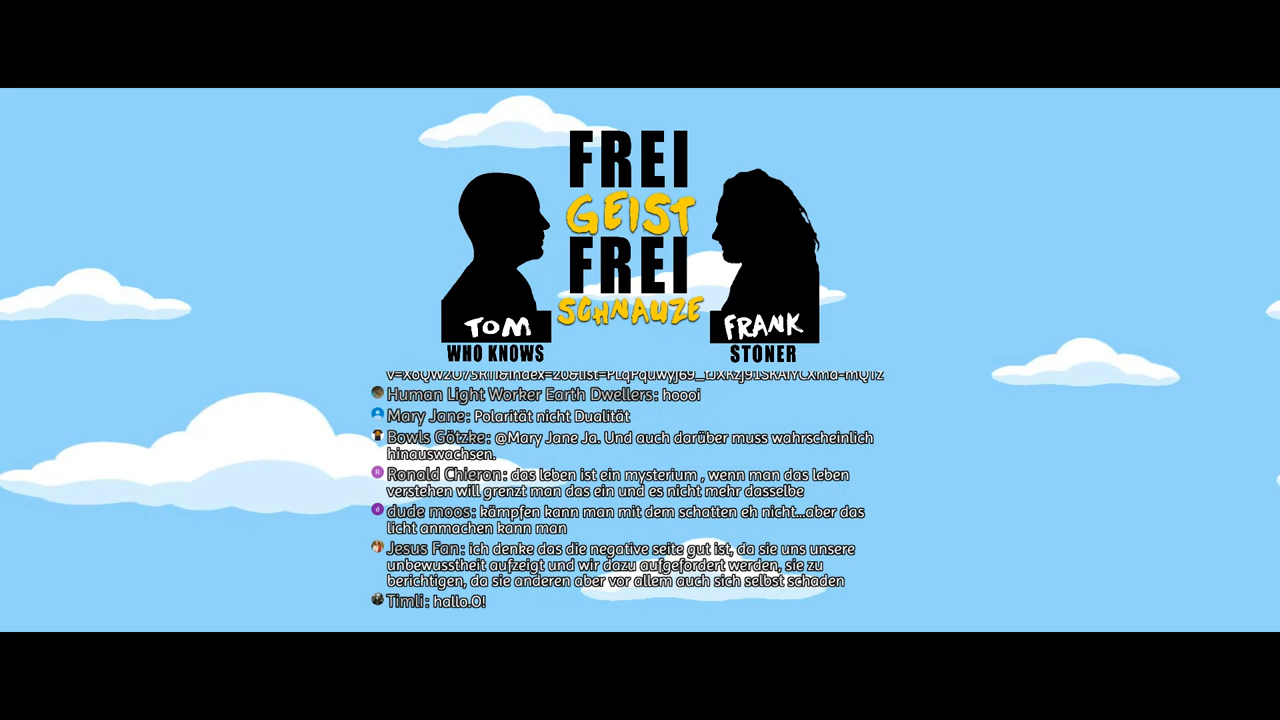 FREI
GEIST
FREI
SCHNAUZE
TOM
WHO KNOWS
FRANK
STONER
Human Light Worker Earth Dwellers: hoooi
Mary Jane: Polarität nicht Dualität
Bowls Götzke: @Mary Jane Ja. Und auch darüber muss wahrscheinlich
hinauswachsen.
Ronald Chieron: das leben ist ein mysterium , wenn man das leben
verstehen will grenzt man das ein und es nicht mehr dasselbe
dude moos: kämpfen kann man mit dem schatten eh nicht...aber das
licht anmachen kann man
Jesus Fan: ich denke das die negative seite gut ist, da sie uns unsere
unbewusstheit aufzeigt und wir dazu aufgefordert werden, sie zu
berichtigen, da sie anderen aber vor allem auch sich selbst schaden
Timli: hallo.O!